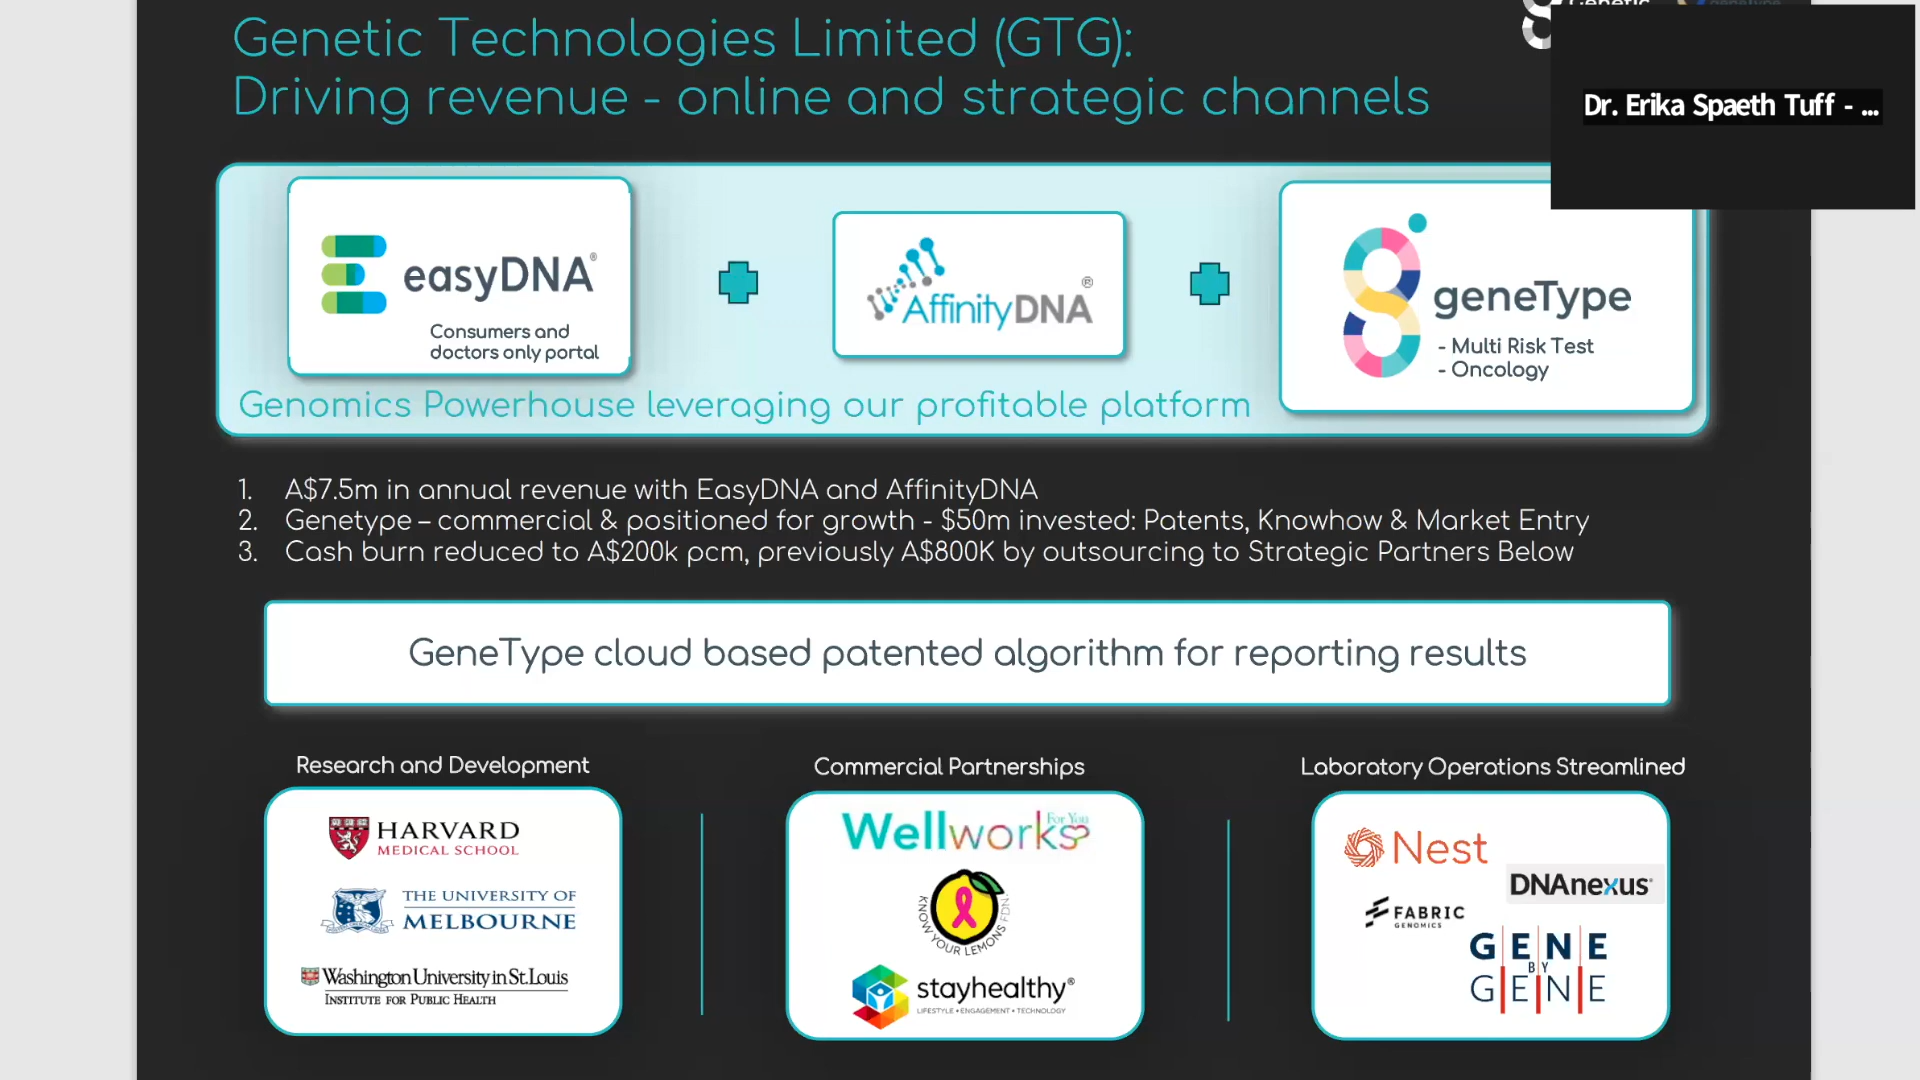 Genetic Technologies Limited (GTG):
Driving revenue - online and strategic channels
Dr. Erika Spaeth Tuff - ...
easyDNA®
Consumers and
doctors only portal
AffinityDNA®
geneType
- Multi Risk Test
- Oncology
Genomics Powerhouse leveraging our profitable platform
1. A$7.5m in annual revenue with EasyDNA and AffinityDNA
2. Genetype – commercial & positioned for growth - $50m invested: Patents, Knowhow & Market Entry
3. Cash burn reduced to A$200k pcm, previously A$800K by outsourcing to Strategic Partners Below
GeneType cloud based patented algorithm for reporting results
Research and Development
HARVARD
MEDICAL SCHOOL
THE UNIVERSITY OF
MELBOURNE
Washington University in St. Louis
INSTITUTE FOR PUBLIC HEALTH
Commercial Partnerships
Wellworks For You
KNOW YOUR LEMONS FDN
stayhealthy®
LIFESTYLE • ENGAGEMENT • TECHNOLOGY
Laboratory Operations Streamlined
Nest
DNAnexus
FABRIC
GENOMICS
GENE
BY
GENE